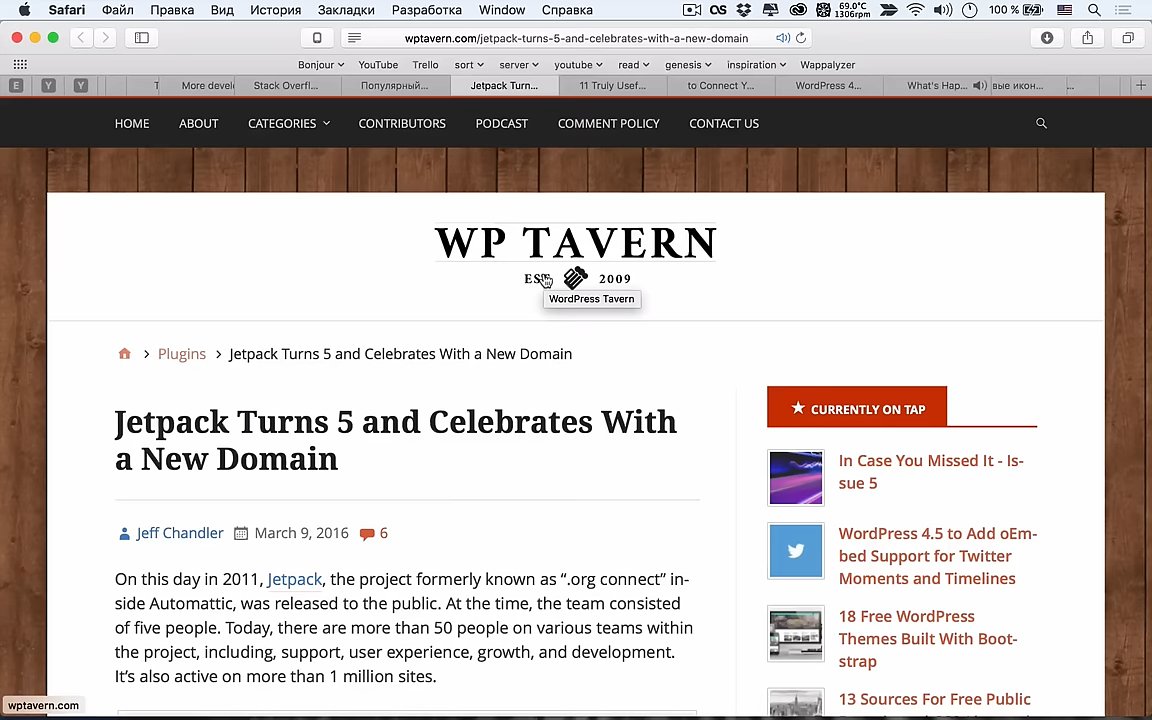 Safari Файл Правка Вид История Закладки Разработка Window Справка OS 69.0°C 1306rpm 100 %
wptavern.com/jetpack-turns-5-and-celebrates-with-a-new-domain
Bonjour YouTube Trello sort server youtube read genesis inspiration Wappalyzer
E Y Y More devel Stack Overfl... Популярный... Jetpack Turn... 11 Truly Usef... to Connect Y... WordPress 4... What's Hap... вые икон... ...
HOME ABOUT CATEGORIES CONTRIBUTORS PODCAST COMMENT POLICY CONTACT US
WP TAVERN
2009
WordPress Tavern
Plugins Jetpack Turns 5 and Celebrates With a New Domain
Jetpack Turns 5 and Celebrates With
a New Domain
Jeff Chandler March 9, 2016 6
On this day in 2011, Jetpack, the project formerly known as “.org connect” in-
side Automattic, was released to the public. At the time, the team consisted
of five people. Today, there are more than 50 people on various teams within
the project, including, support, user experience, growth, and development.
It’s also active on more than 1 million sites.
CURRENTLY ON TAP
In Case You Missed It - Is-
sue 5
WordPress 4.5 to Add oEm-
bed Support for Twitter
Moments and Timelines
18 Free WordPress
Themes Built With Boot-
strap
13 Sources For Free Public
wptavern.com